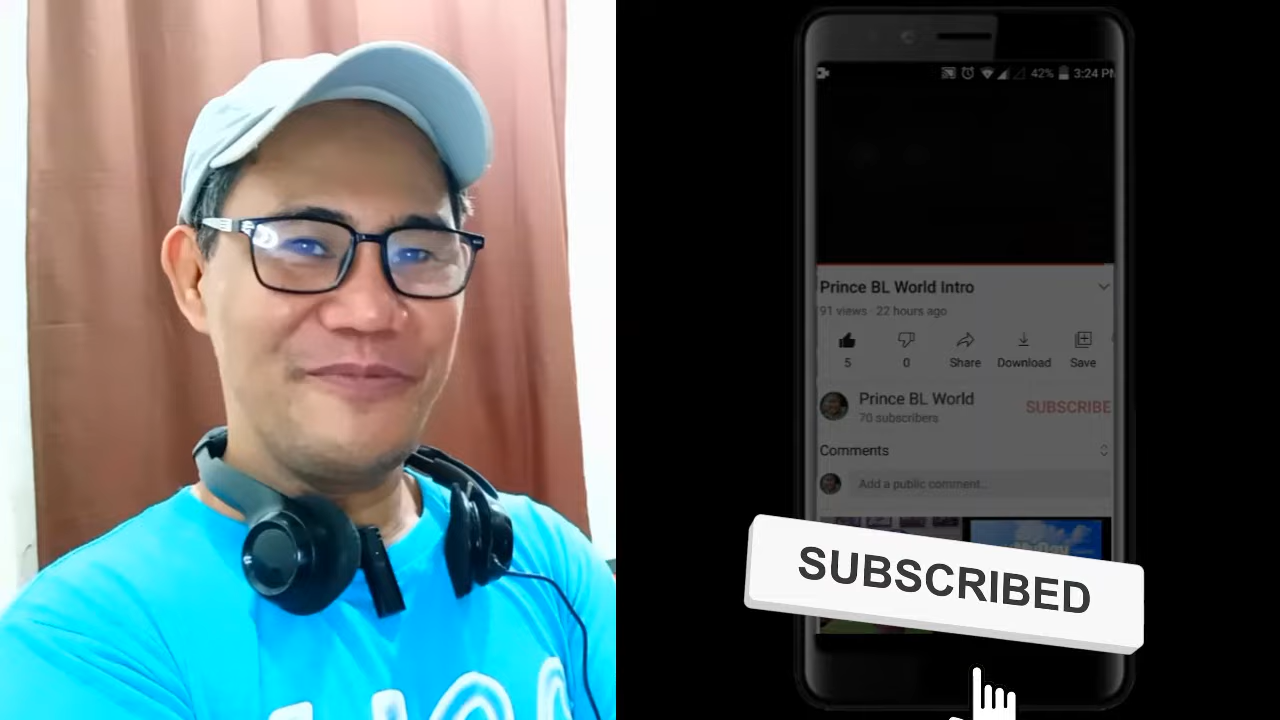 42% 3:24 PM
Prince BL World Intro
91 views · 22 hours ago
5 0 Share Download Save
Prince BL World
SUBSCRIBE
70 subscribers
Comments
Add a public comment...
SUBSCRIBED